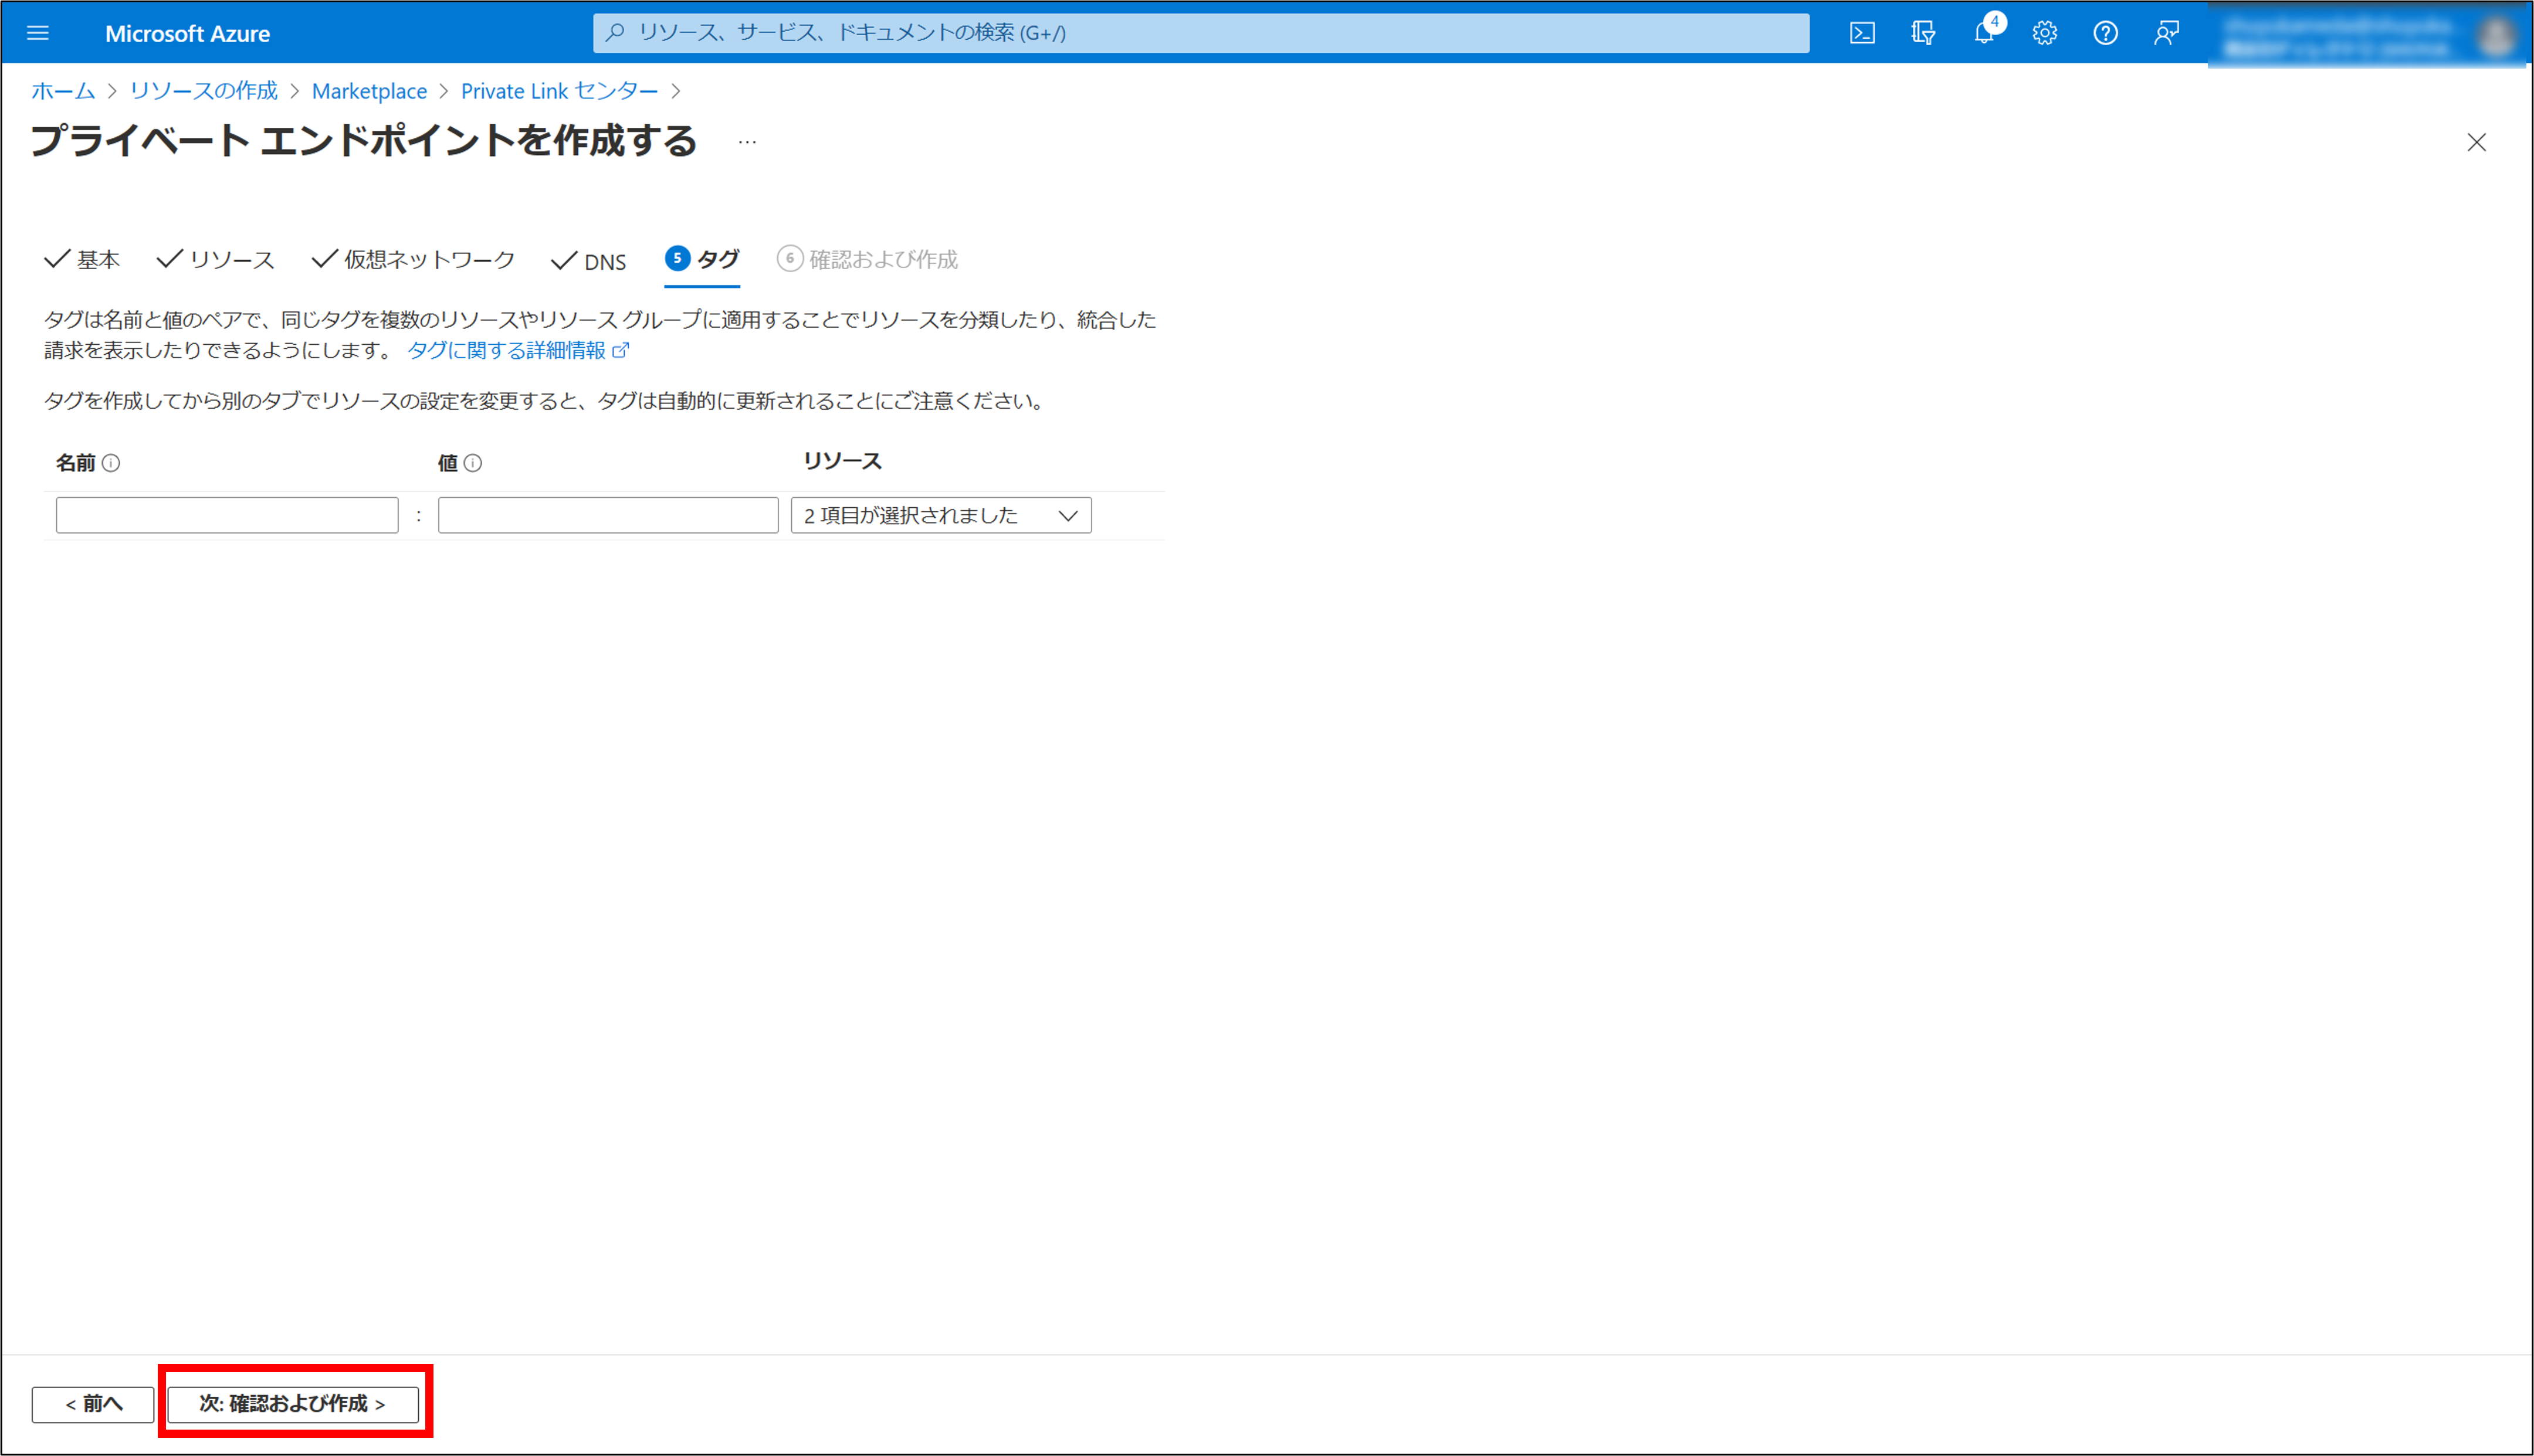 Microsoft Azure
リソース、サービス、ドキュメントの検索 (G+/)
4
ホーム > リソースの作成 > Marketplace > Private Link センター >
プライベート エンドポイントを作成する ...
基本 リソース 仮想ネットワーク DNS 5 タグ 6 確認および作成
タグは名前と値のペアで、同じタグを複数のリソースやリソース グループに適用することでリソースを分類したり、統合した
請求を表示したりできるようにします。 タグに関する詳細情報
タグを作成してから別のタブでリソースの設定を変更すると、タグは自動的に更新されることにご注意ください。
名前 値 リソース
: 2 項目が選択されました
< 前へ 次: 確認および作成 >